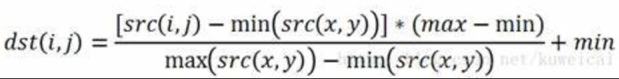 dst(i,j) = [src(i,j) − min(src(x,y))] * (max − min) / max(src(x,y)) − min(src(x,y)) + min
net/kuweicai